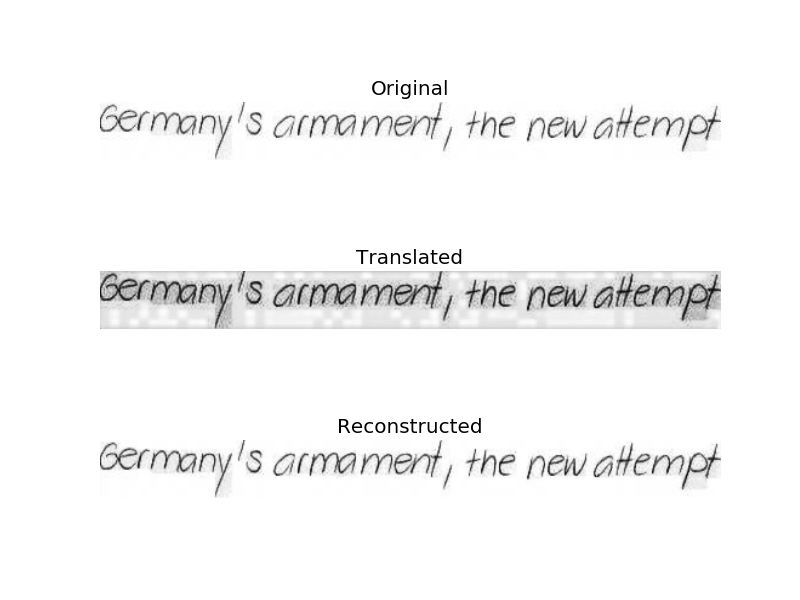 Original
Germany's armament, the new attempt
Translated
Germany's armament, the new attempt
Reconstructed
Germany's armament, the new attempt